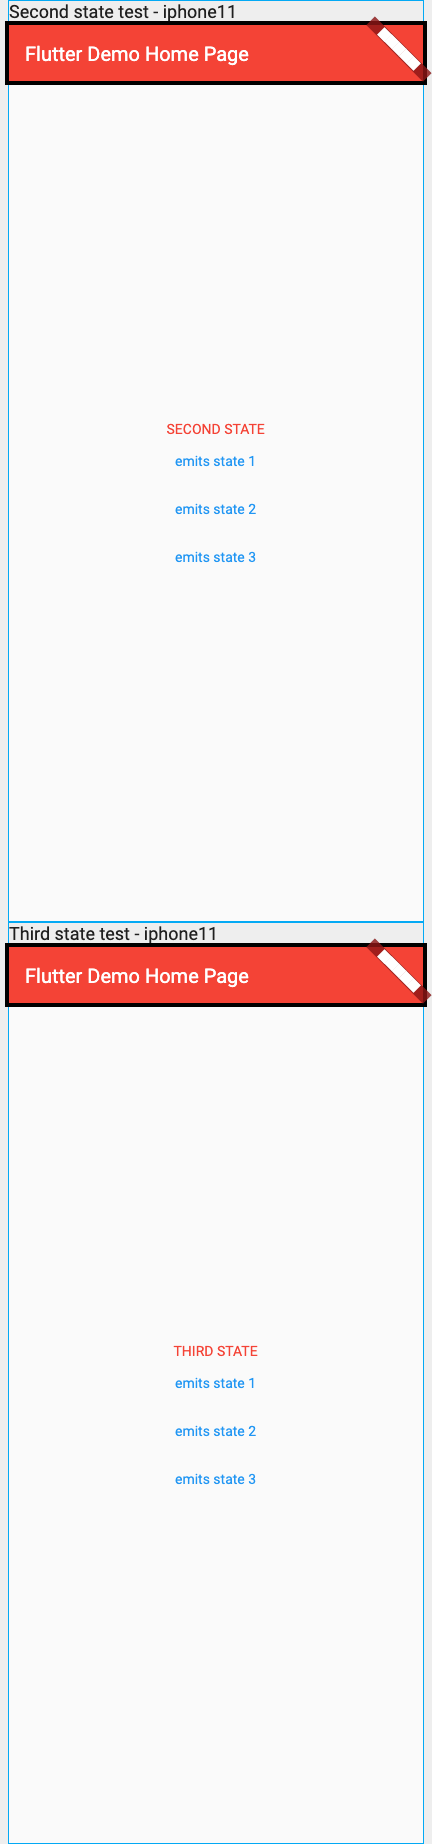 Second state test - iphone11
Flutter Demo Home Page
SECOND STATE
emits state 1
emits state 2
emits state 3
Third state test - iphone11
Flutter Demo Home Page
THIRD STATE
emits state 1
emits state 2
emits state 3